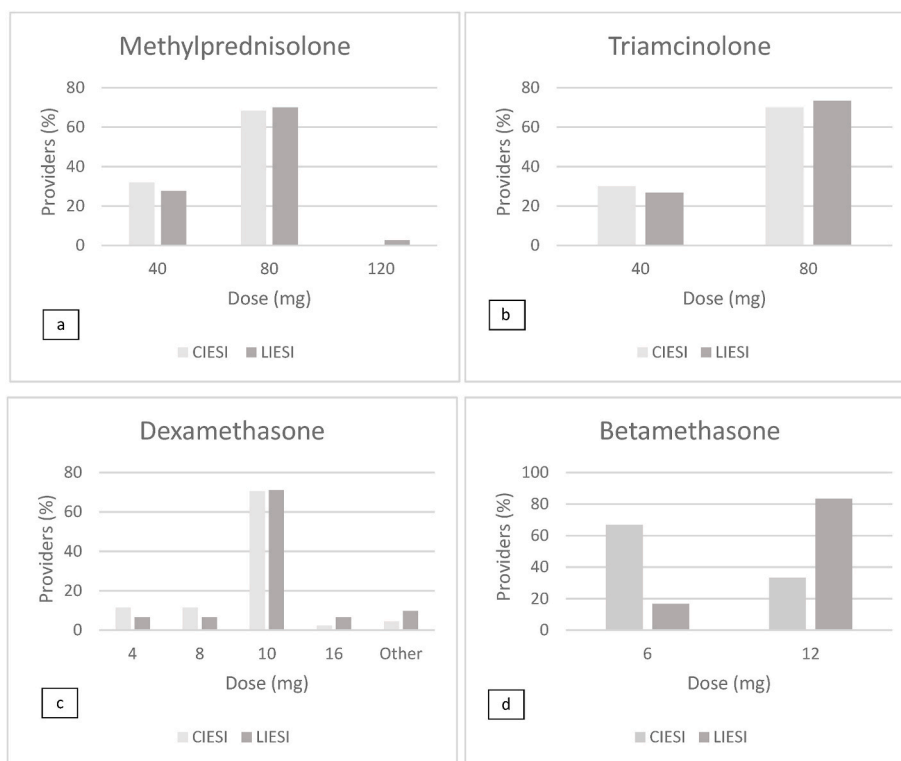 Methylprednisolone
80
60
40
20
0
Providers (%)
40 80 120
Dose (mg)
a
CIESI LIESI
Triamcinolone
80
60
40
20
0
Providers (%)
40 80
Dose (mg)
b
CIESI LIESI
Dexamethasone
80
60
40
20
0
Providers (%)
4 8 10 16 Other
Dose (mg)
c
CIESI LIESI
Betamethasone
100
80
60
40
20
0
Providers (%)
6 12
Dose (mg)
d
CIESI LIESI